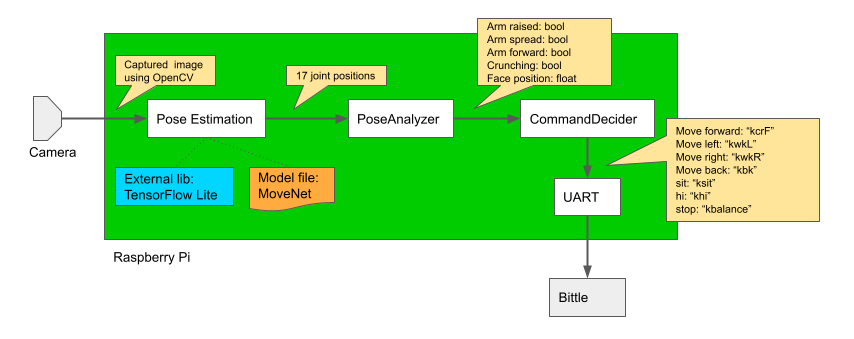 Captured image
using OpenCV
17 joint positions
Arm raised: bool
Arm spread: bool
Arm forward: bool
Crunching: bool
Face position: float
Camera
Pose Estimation
PoseAnalyzer
CommandDecider
External lib:
TensorFlow Lite
Model file:
MoveNet
Move forward: “kcrF”
Move left: “kwkL”
Move right: “kwkR”
Move back: “kbk”
sit: “ksit”
hi: “khi”
stop: “kbalance”
UART
Raspberry Pi
Bittle